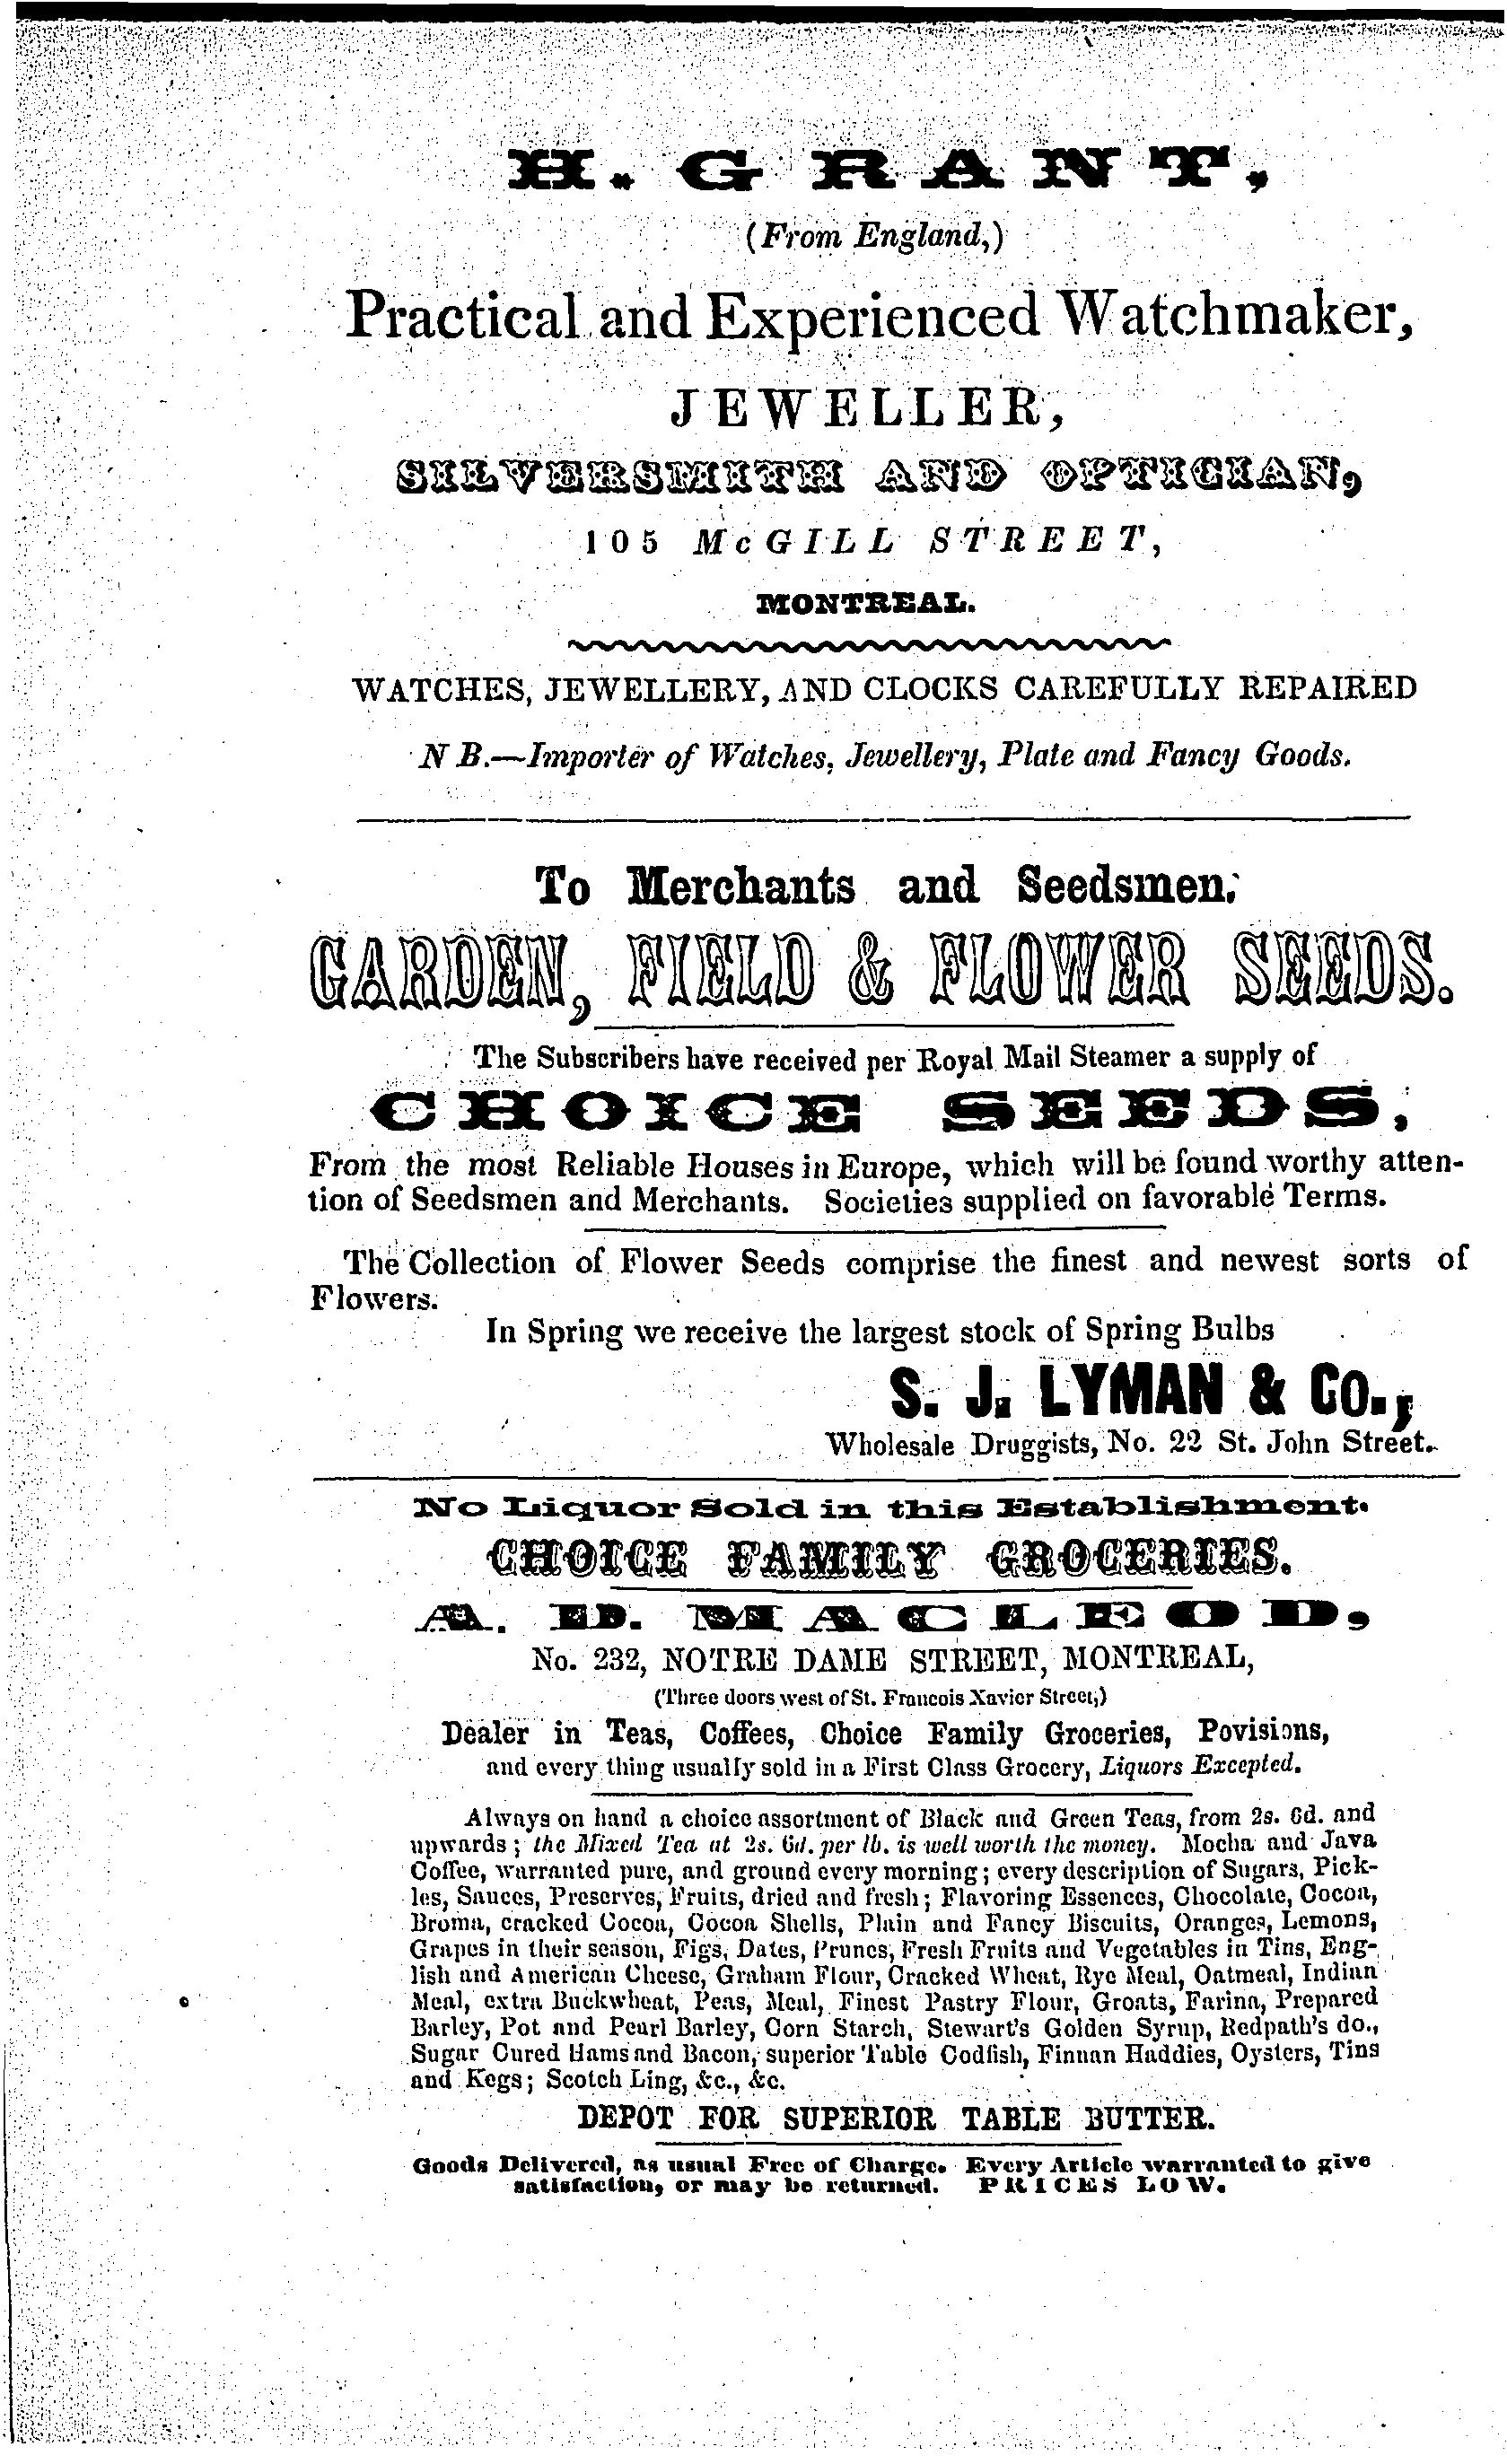 H. GRANT,
(From England,)
Practical and Experienced Watchmaker,
JEWELLER,
SILVERSMITH AND OPTICIAN,
105 McGILL STREET,
MONTREAL.
WATCHES, JEWELLERY, AND CLOCKS CAREFULLY REPAIRED
N B.—Importer of Watches, Jewellery, Plate and Fancy Goods.
To Merchants and Seedsmen.
GARDEN, FIELD & FLOWER SEEDS.
The Subscribers have received per Royal Mail Steamer a supply of
CHOICE SEEDS,
From the most Reliable Houses in Europe, which will be found worthy atten-
tion of Seedsmen and Merchants. Societies supplied on favorable Terms.
The Collection of Flower Seeds comprise the finest and newest sorts of
Flowers.
In Spring we receive the largest stock of Spring Bulbs
S. J. LYMAN & Co.,
Wholesale Druggists, No. 22 St. John Street.
No Liquor Sold in this Establishment.
CHOICE FAMILY GROCERIES.
A. D. MACLEOD,
No. 232, NOTRE DAME STREET, MONTREAL,
(Three doors west of St. Francois Xavier Street,)
Dealer in Teas, Coffees, Choice Family Groceries, Povisions,
and every thing usually sold in a First Class Grocery, Liquors Excepted.
Always on hand a choice assortment of Black and Green Teas, from 2s. 6d. and
upwards; the Mixed Tea at 2s. 6d. per lb. is well worth the money. Mocha and Java
Coffee, warranted pure, and ground every morning; every description of Sugars, Pick-
les, Sauces, Preserves, Fruits, dried and fresh; Flavoring Essences, Chocolate, Cocoa,
Broma, cracked Cocoa, Cocoa Shells, Plain and Fancy Biscuits, Oranges, Lemons,
Grapes in their season, Figs, Dates, Prunes, Fresh Fruits and Vegetables in Tins, Eng-
lish and American Cheese, Graham Flour, Cracked Wheat, Rye Meal, Oatmeal, Indian
Meal, extra Buckwheat, Peas, Meal, Finest Pastry Flour, Groats, Farina, Prepared
Barley, Pot and Pearl Barley, Corn Starch, Stewart's Golden Syrup, Redpath's do.,
Sugar Cured Hams and Bacon, superior Table Codfish, Finnan Haddies, Oysters, Tins
and Kegs; Scotch Ling, &c., &c.
DEPOT FOR SUPERIOR TABLE BUTTER.
Goods Delivered, as usual Free of Charge. Every Article warranted to give
satisfaction, or may be returned. PRICES LOW.